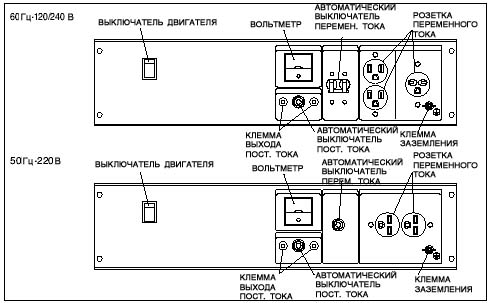 60Гц-120/240 В
ВЫКЛЮЧАТЕЛЬ ДВИГАТЕЛЯ
ВОЛЬТМЕТР
АВТОМАТИЧЕСКИЙ
ВЫКЛЮЧАТЕЛЬ
ПЕРЕМЕН. ТОКА
РОЗЕТКА
ПЕРЕМЕННОГО
ТОКА
КЛЕММА
ВЫХОДА
ПОСТ. ТОКА
АВТОМАТИЧЕСКИЙ
ВЫКЛЮЧАТЕЛЬ
ПОСТ. ТОКА
КЛЕММА
ЗАЗЕМЛЕНИЯ
50Гц-220В
ВЫКЛЮЧАТЕЛЬ ДВИГАТЕЛЯ
ВОЛЬТМЕТР
АВТОМАТИЧЕСКИЙ
ВЫКЛЮЧАТЕЛЬ
ПЕРЕМ. ТОКА
РОЗЕТКА
ПЕРЕМЕННОГО
ТОКА
КЛЕММА
ВЫХОДА
ПОСТ. ТОКА
АВТОМАТИЧЕСКИЙ
ВЫКЛЮЧАТЕЛЬ
ПОСТ. ТОКА
КЛЕММА
ЗАЗЕМЛЕНИЯ